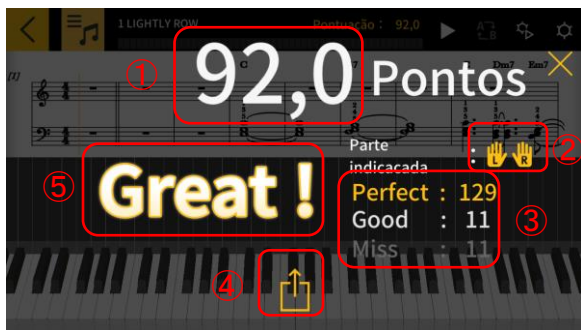 1 LIGHTLY ROW
Pontuação : 92,0
A B
[1]
C
Dm7 Em7
① 92,0 Pontos
Parte indicacada : L R ②
⑤ Great !
Perfect : 129
Good : 11 ③
Miss : 11
④